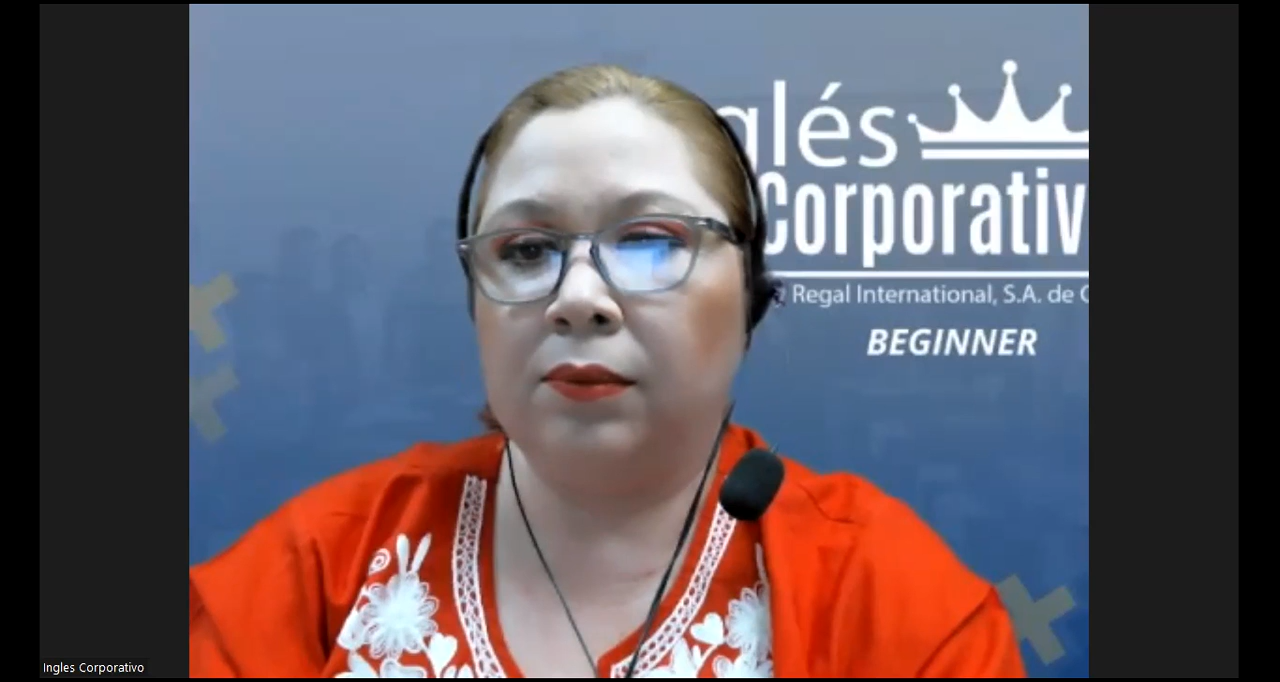 glés
Corporativ
Regal International, S.A. de C
BEGINNER
Ingles Corporativo